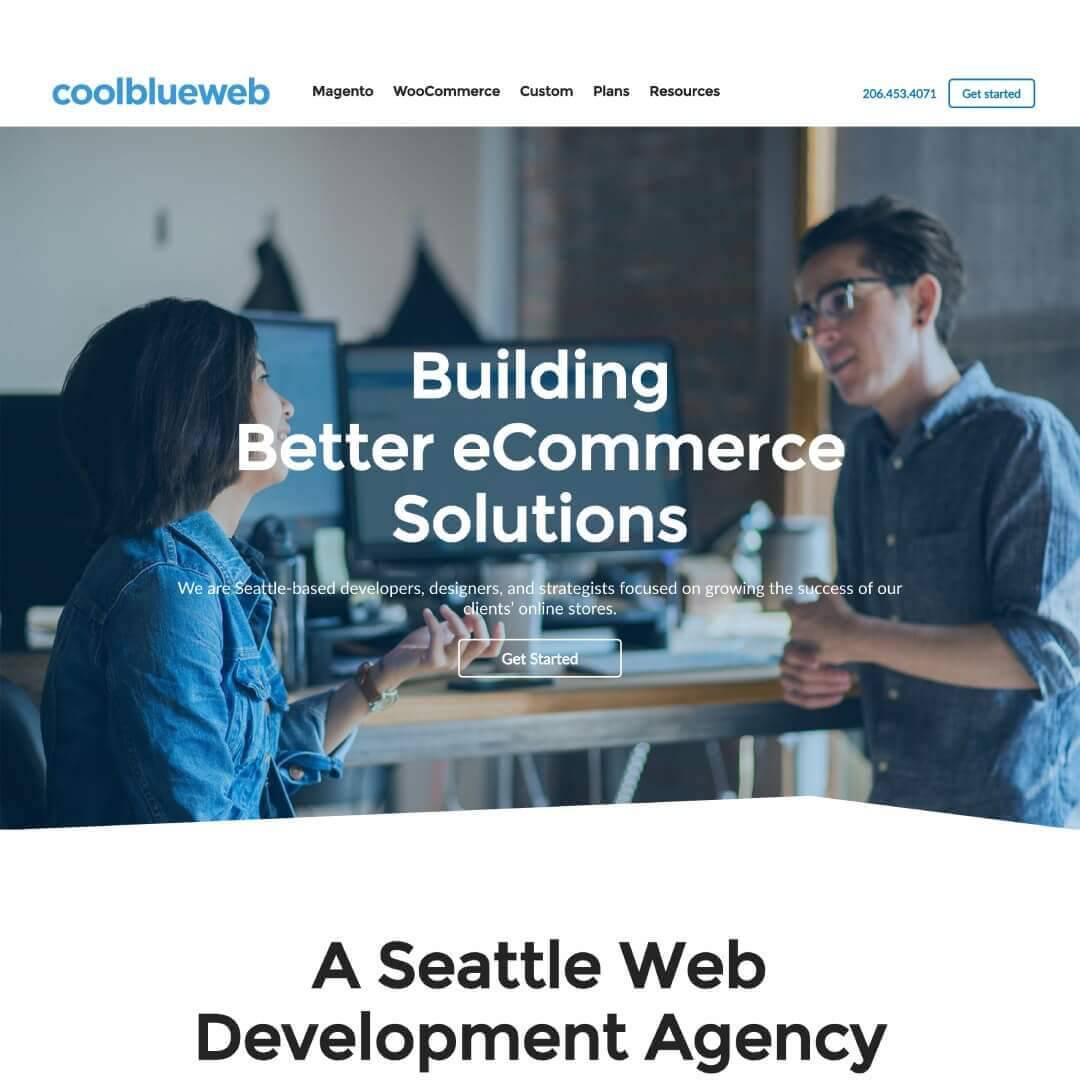 coolblueweb
Magento WooCommerce Custom Plans Resources
206.453.4071 Get started
Building
Better eCommerce
Solutions
We are Seattle-based developers, designers, and strategists focused on growing the success of our
clients' online stores.
Get Started
A Seattle Web
Development Agency